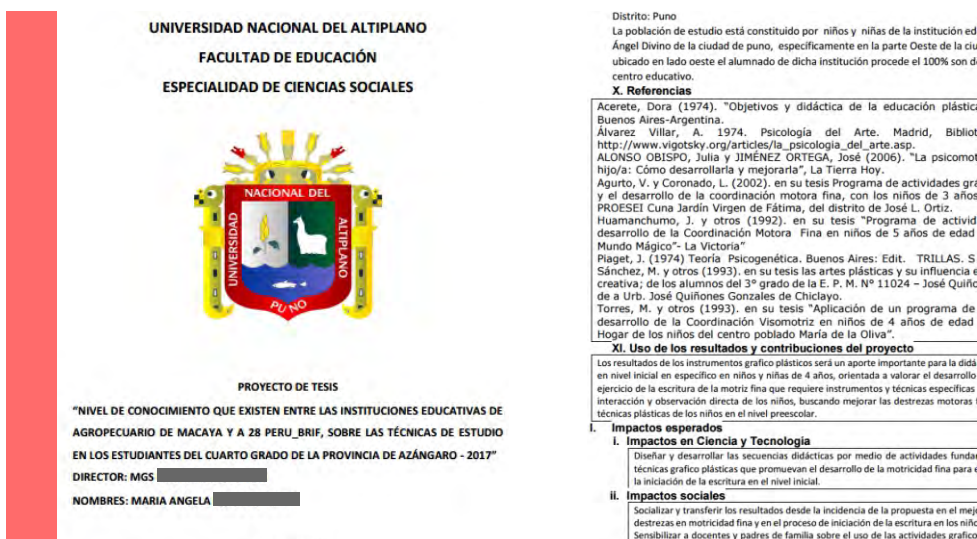 UNIVERSIDAD NACIONAL DEL ALTIPLANO
FACULTAD DE EDUCACIÓN
ESPECIALIDAD DE CIENCIAS SOCIALES
NACIONAL DEL
UNIVERSIDAD
ALTIPLANO
PUNO
PROYECTO DE TESIS
“NIVEL DE CONOCIMIENTO QUE EXISTEN ENTRE LAS INSTITUCIONES EDUCATIVAS DE
AGROPECUARIO DE MACAYA Y A 28 PERU_BRIF, SOBRE LAS TÉCNICAS DE ESTUDIO
EN LOS ESTUDIANTES DEL CUARTO GRADO DE LA PROVINCIA DE AZÁNGARO - 2017”
DIRECTOR: MGS
NOMBRES: MARIA ANGELA
Distrito: Puno
La población de estudio está constituido por niños y niñas de la institución ed
Ángel Divino de la ciudad de puno, específicamente en la parte Oeste de la ciu
ubicado en lado oeste el alumnado de dicha institución procede el 100% son de
centro educativo.
X. Referencias
Acerete, Dora (1974). “Objetivos y didáctica de la educación plástica
Buenos Aires-Argentina.
Álvarez Villar, A. 1974. Psicología del Arte. Madrid, Bibliot
http://www.vigotsky.org/articles/la_psicologia_del_arte.asp.
ALONSO OBISPO, Julia y JIMÉNEZ ORTEGA, José (2006). “La psicomot
hijo/a: Cómo desarrollarla y mejorarla”, La Tierra Hoy.
Agurto, V. y Coronado, L. (2002). en su tesis Programa de actividades grá
y el desarrollo de la coordinación motora fina, con los niños de 3 años
PROESEI Cuna Jardín Virgen de Fátima, del distrito de José L. Ortiz.
Huamanchumo, J. y otros (1992). en su tesis “Programa de activid
desarrollo de la Coordinación Motora Fina en niños de 5 años de edad
Mundo Mágico”- La Victoria”
Piaget, J. (1974) Teoría Psicogenética. Buenos Aires: Edit. TRILLAS. S
Sánchez, M. y otros (1993). en su tesis las artes plásticas y su influencia e
creativa; de los alumnos del 3° grado de la E. P. M. N° 11024 – José Quiño
de a Urb. José Quiñones Gonzales de Chiclayo.
Torres, M. y otros (1993). en su tesis “Aplicación de un programa de
desarrollo de la Coordinación Visomotriz en niños de 4 años de edad
Hogar de los niños del centro poblado María de la Oliva”.
XI. Uso de los resultados y contribuciones del proyecto
Los resultados de los instrumentos grafico plásticos será un aporte importante para la didá
en nivel inicial en específico en niños y niñas de 4 años, orientada a valorar el desarrollo
ejercicio de la escritura de la motriz fina que requiere instrumentos y técnicas específicas
interacción y observación directa de los niños, buscando mejorar las destrezas motoras f
técnicas plásticas de los niños en el nivel preescolar.
I. Impactos esperados
i. Impactos en Ciencia y Tecnología
Diseñar y desarrollar las secuencias didácticas por medio de actividades fundar
técnicas grafico plásticas que promuevan el desarrollo de la motricidad fina para e
la iniciación de la escritura en el nivel inicial.
ii. Impactos sociales
Socializar y transferir los resultados desde la incidencia de la propuesta en el mejo
destrezas en motricidad fina y en el proceso de iniciación de la escritura en los niño
Sensibilizar a docentes y padres de familia sobre el uso de las actividades grafico